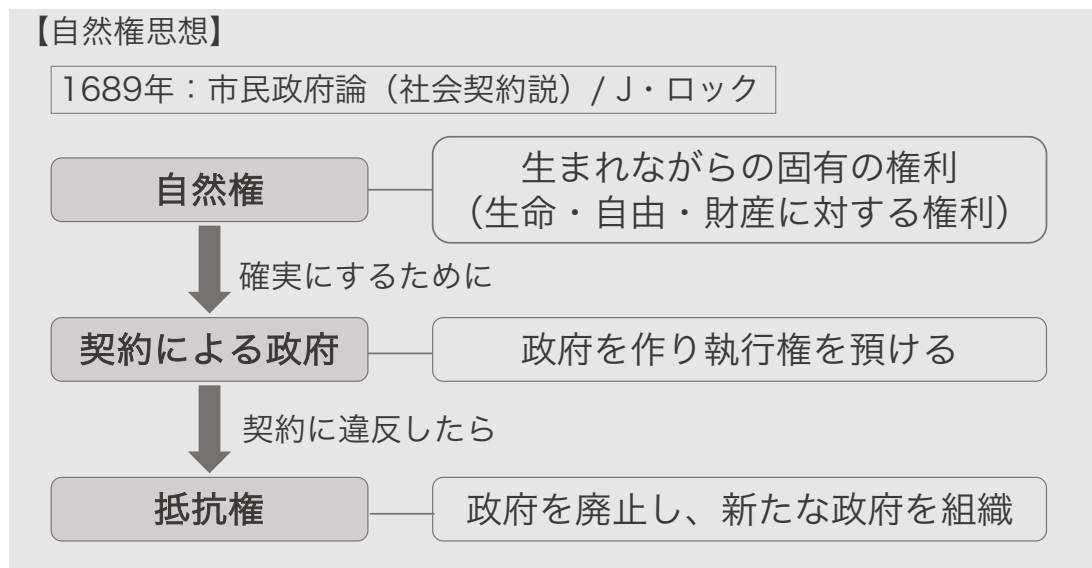 【自然権思想】
1689年：市民政府論（社会契約説）/ J・ロック
自然権
生まれながらの固有の権利
（生命・自由・財産に対する権利）
確実にするために
契約による政府
政府を作り執行権を預ける
契約に違反したら
抵抗権
政府を廃止し、新たな政府を組織